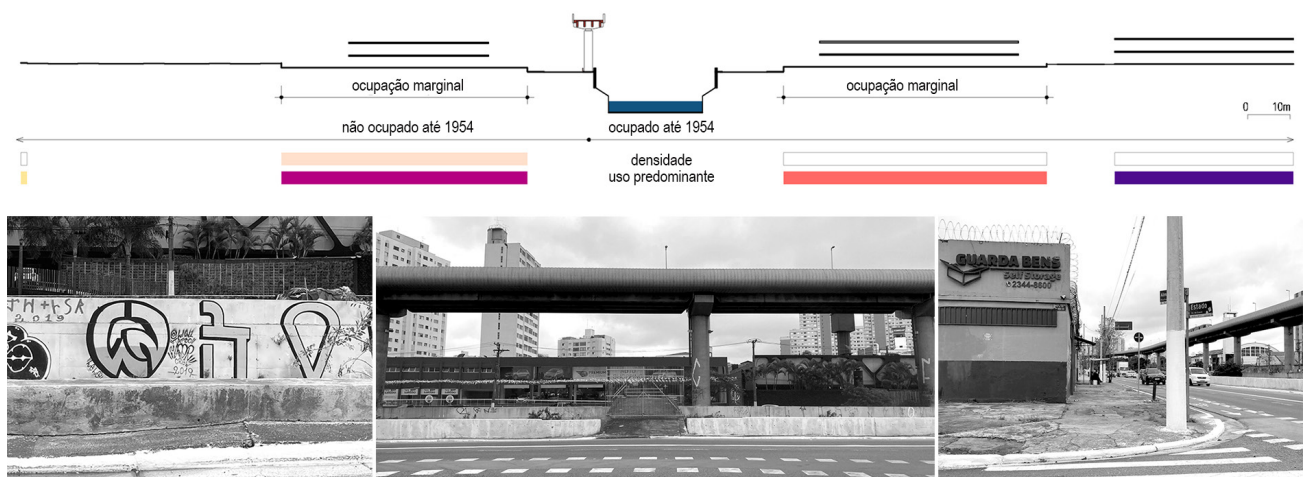 ocupação marginal
ocupação marginal
0 10m
não ocupado até 1954
ocupado até 1954
densidade
uso predominante
2019
2019
GUARDA BENS
Self Storage
2344-8800
Estado